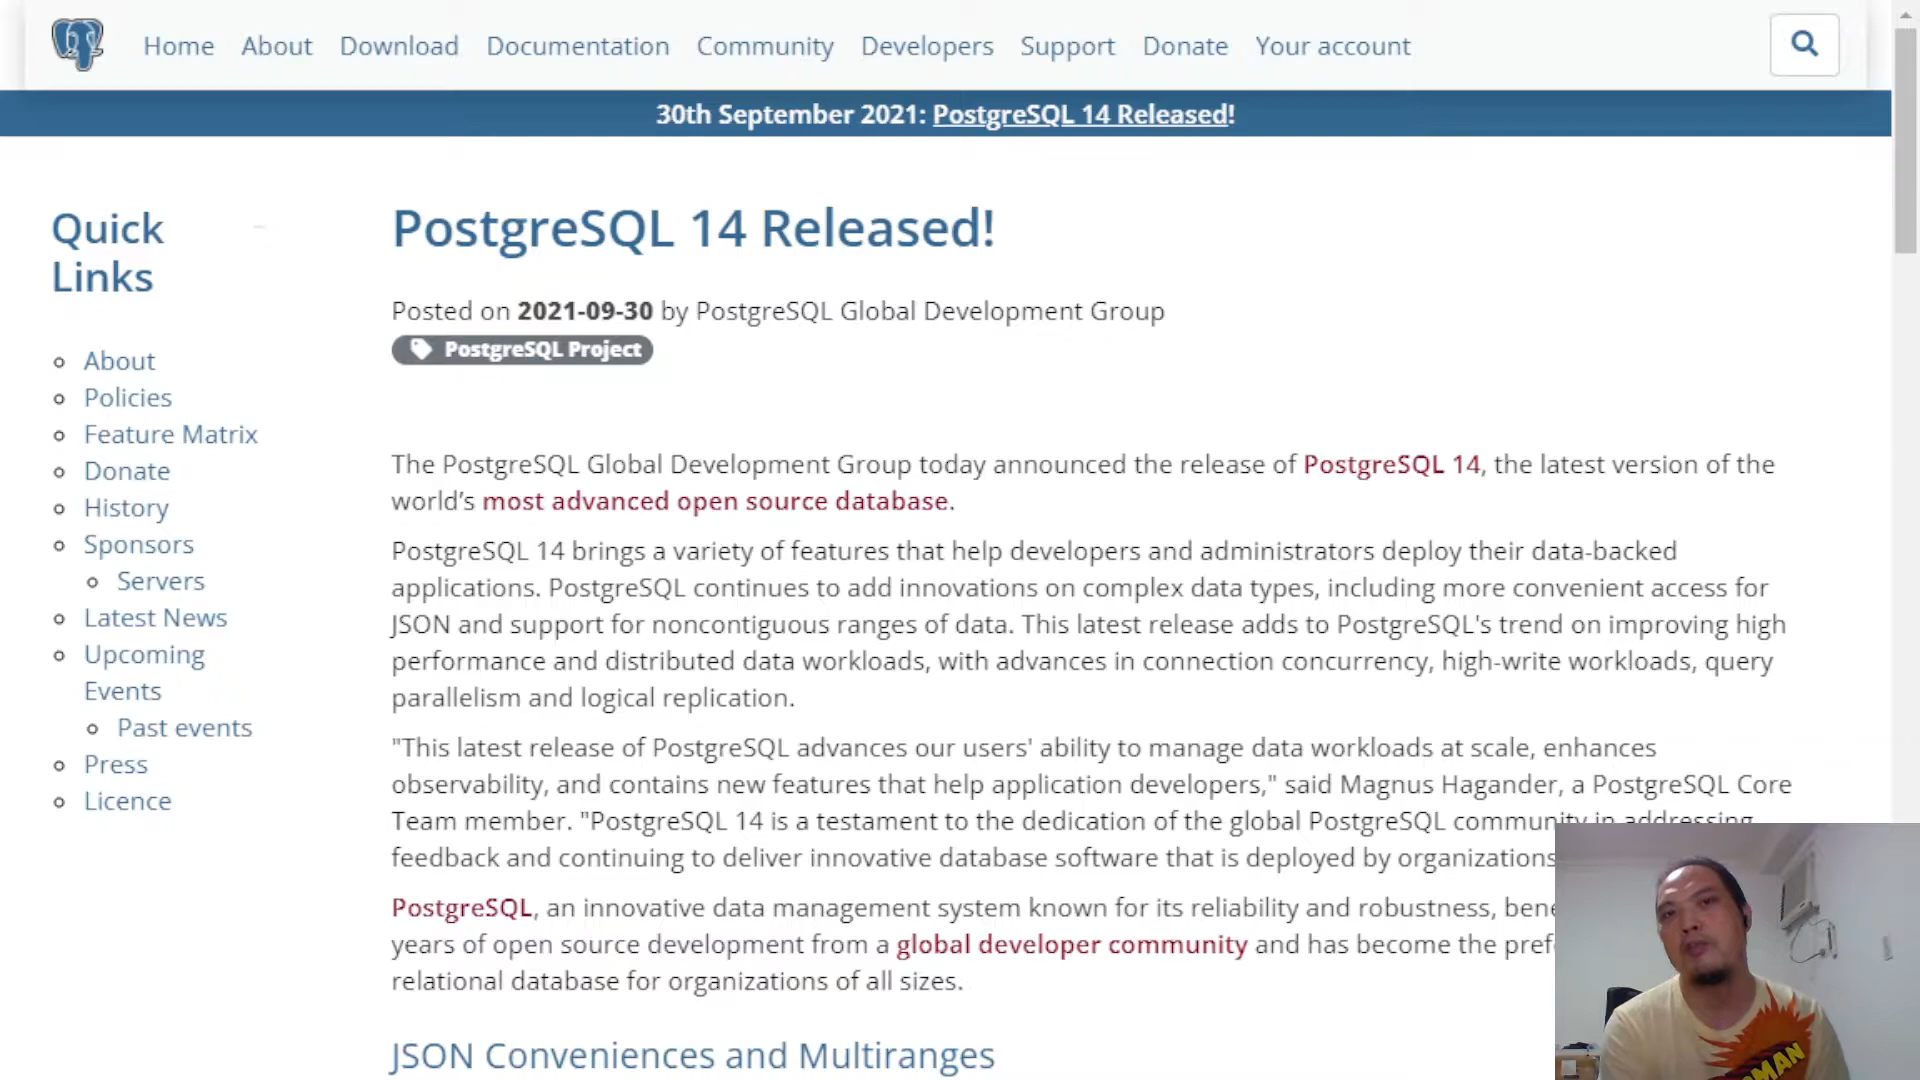 Home About Download Documentation Community Developers Support Donate Your account
30th September 2021: PostgreSQL 14 Released!
Quick
Links
About
Policies
Feature Matrix
Donate
History
Sponsors
Servers
Latest News
Upcoming
Events
Past events
Press
Licence
PostgreSQL 14 Released!
Posted on 2021-09-30 by PostgreSQL Global Development Group
PostgreSQL Project
The PostgreSQL Global Development Group today announced the release of PostgreSQL 14, the latest version of the
world's most advanced open source database.
PostgreSQL 14 brings a variety of features that help developers and administrators deploy their data-backed
applications. PostgreSQL continues to add innovations on complex data types, including more convenient access for
JSON and support for noncontiguous ranges of data. This latest release adds to PostgreSQL's trend on improving high
performance and distributed data workloads, with advances in connection concurrency, high-write workloads, query
parallelism and logical replication.
"This latest release of PostgreSQL advances our users' ability to manage data workloads at scale, enhances
observability, and contains new features that help application developers," said Magnus Hagander, a PostgreSQL Core
Team member. "PostgreSQL 14 is a testament to the dedication of the global PostgreSQL community in addressing
feedback and continuing to deliver innovative database software that is deployed by organizations
PostgreSQL, an innovative data management system known for its reliability and robustness,
years of open source development from a global developer community and has become the
relational database for organizations of all sizes.
JSON Conveniences and Multiranges